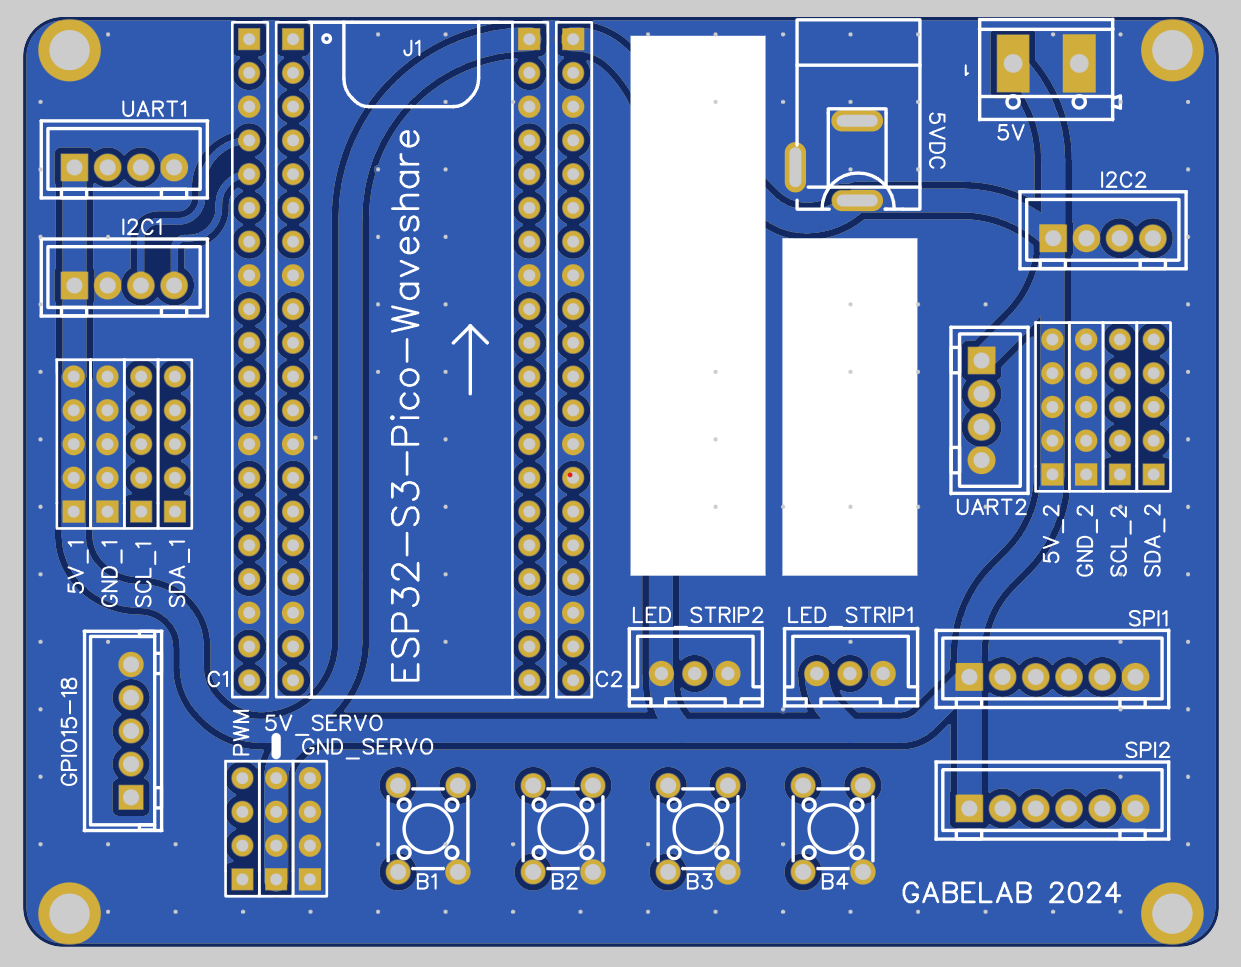 J1
1
UART1
5VDC
5V
I2C2
I2C1
ESP32-S3-Pico-Waveshare
UART2
5V_1
GND_1
SCL_1
SDA_1
5V_2
GND_2
SCL_2
SDA_2
LED_STRIP2
LED_STRIP1
SPI1
C1
C2
GPIO15-18
PWM
5V_SERVO
GND_SERVO
SPI2
B1
B2
B3
B4
GABELAB 2024